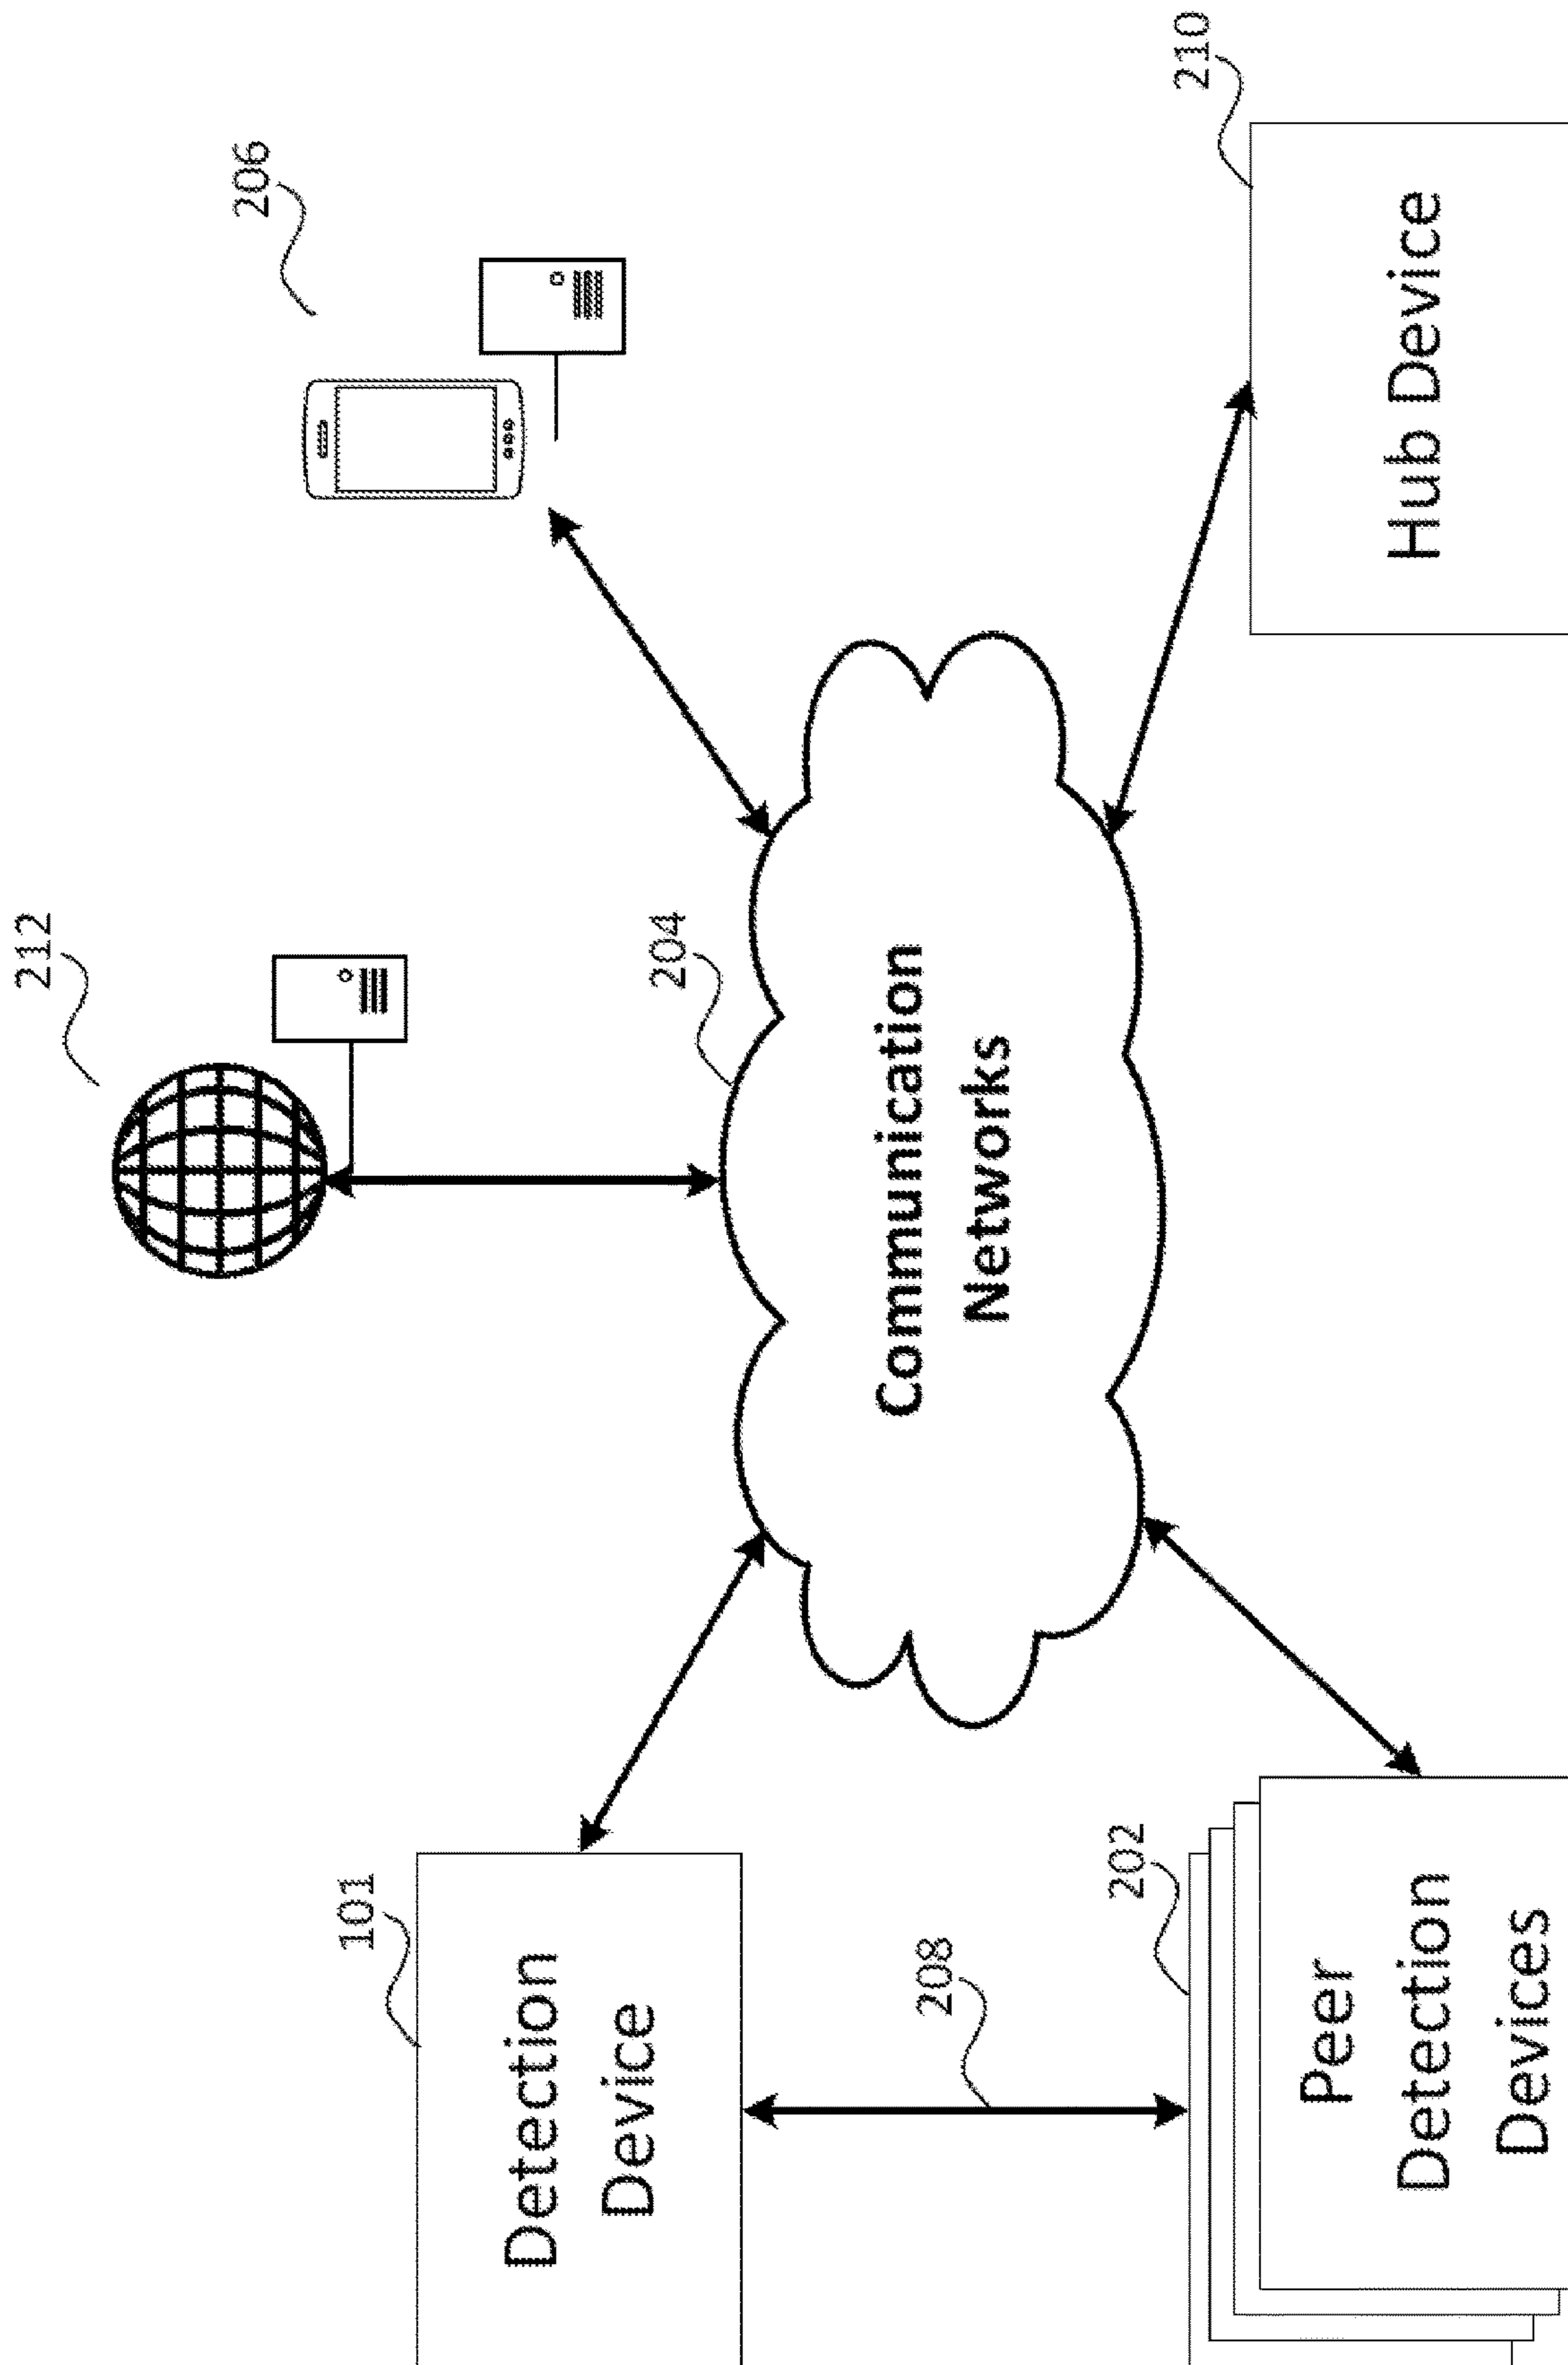 212
206
101
Detection
Device
204
Communication
Networks
208
202
Peer
Detection
Devices
210
Hub Device